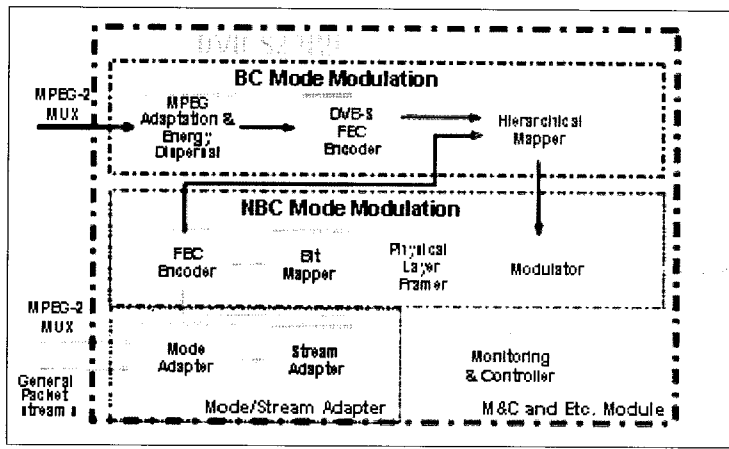 BC Mode Modulation
MPEG-2
MUX
MPEG
Adaptation &
Energy
Dispersal
DVB-S
FEC
Encoder
Hierarchical
Mapper
NBC Mode Modulation
FEC
Encoder
Bit
Mapper
Physical
Layer
Framer
Modulator
MPEG-2
MUX
Mode
Adapter
Stream
Adapter
Monitoring
& Controller
General
Packet
streams
Mode/Stream Adapter
M&C and Etc. Module